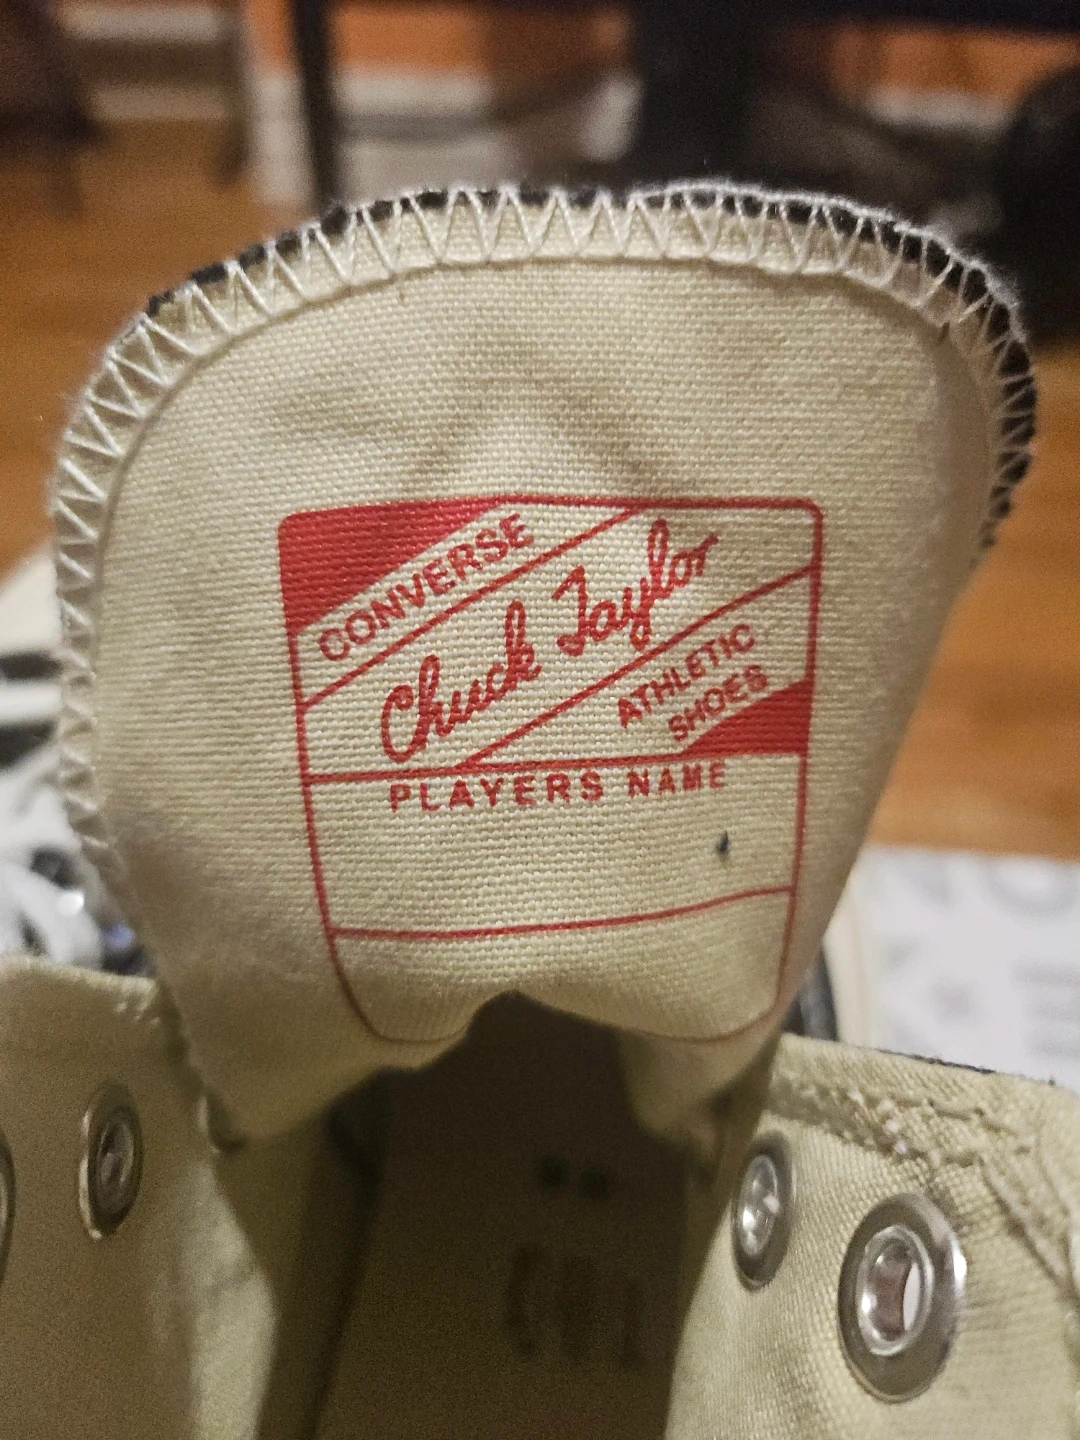 CONVERSE
Chuck Taylor
ATHLETIC
SHOES
PLAYERS NAME